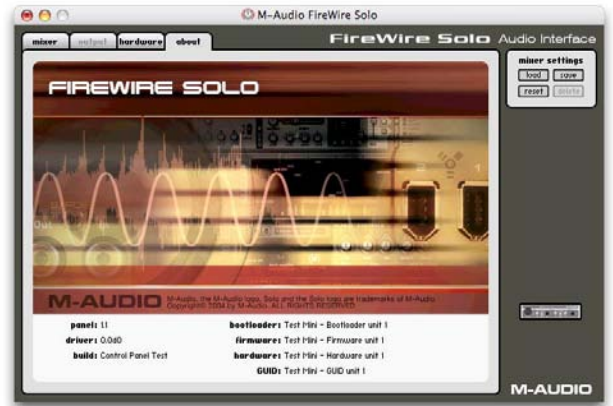 M-Audio FireWire Solo
mixer output hardware about
FireWire Solo Audio Interface
mixer settings
load save
reset delete
FIREWIRE SOLO
Out
M-AUDIO
M-Audio, the M-Audio logo, Solo and the Solo logo are trademarks of M-Audio
Copyright© 2004 by M-Audio. ALL RIGHTS RESERVED.
panel: 1.1
driver: 0.0d0
build: Control Panel Test
bootloader: Test Mini - Bootloader unit 1
firmware: Test Mini - Firmware unit 1
hardware: Test Mini - Hardware unit 1
GUID: Test Mini - GUID unit 1
M-AUDIO